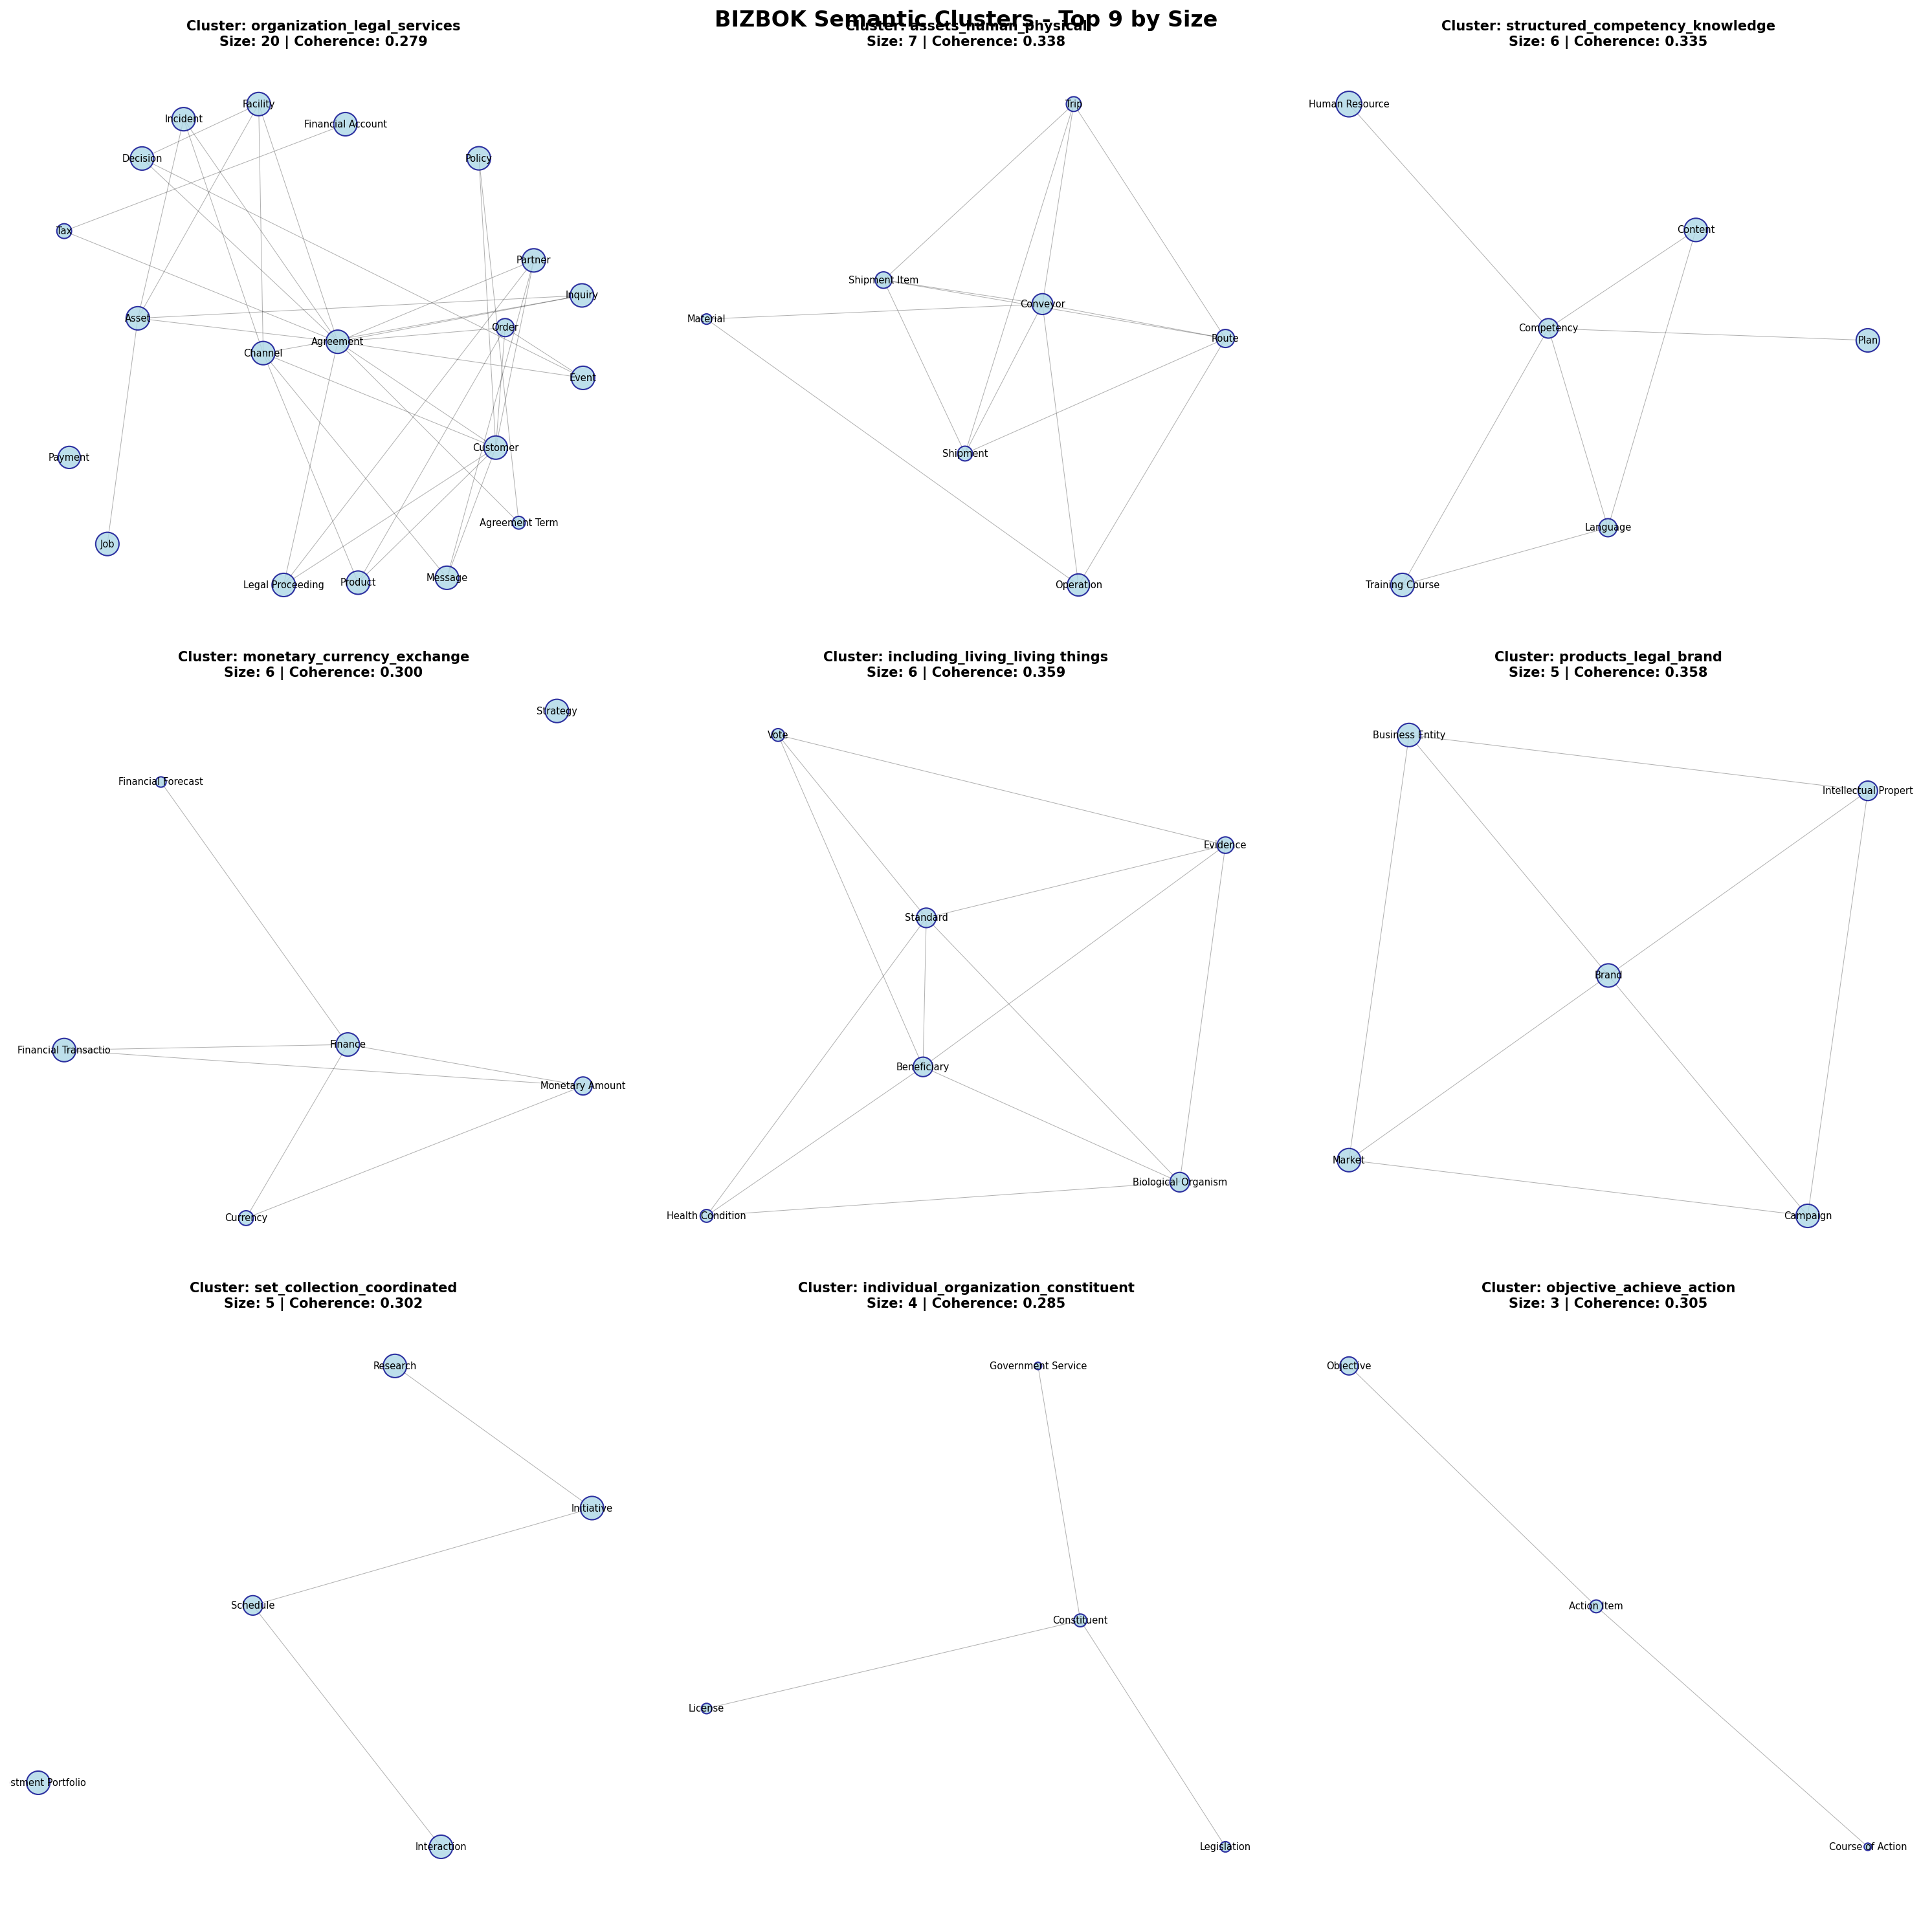 BIZBOK Semantic Clusters - Top 9 by Size
Cluster: organization_legal_services
Size: 20 | Coherence: 0.279
Facility
Incident
Financial Account
Decision
Policy
Tax
Partner
Inquiry
Asset
Order
Agreement
Channel
Event
Customer
Payment
Agreement Term
Job
Legal Proceeding
Product
Message
Cluster: assets_human_physical
Size: 7 | Coherence: 0.338
Trip
Shipment Item
Conveyor
Material
Route
Shipment
Operation
Cluster: structured_competency_knowledge
Size: 6 | Coherence: 0.335
Human Resource
Content
Competency
Plan
Language
Training Course
Cluster: monetary_currency_exchange
Size: 6 | Coherence: 0.300
Strategy
Financial Forecast
Finance
Financial Transactio
Monetary Amount
Currency
Cluster: including_living_living things
Size: 6 | Coherence: 0.359
Vote
Evidence
Standard
Beneficiary
Biological Organism
Health Condition
Cluster: products_legal_brand
Size: 5 | Coherence: 0.358
Business Entity
Intellectual Propert
Brand
Market
Campaign
Cluster: set_collection_coordinated
Size: 5 | Coherence: 0.302
Research
Initiative
Schedule
stment Portfolio
Interaction
Cluster: individual_organization_constituent
Size: 4 | Coherence: 0.285
Government Service
Constituent
License
Legislation
Cluster: objective_achieve_action
Size: 3 | Coherence: 0.305
Objective
Action Item
Course of Action